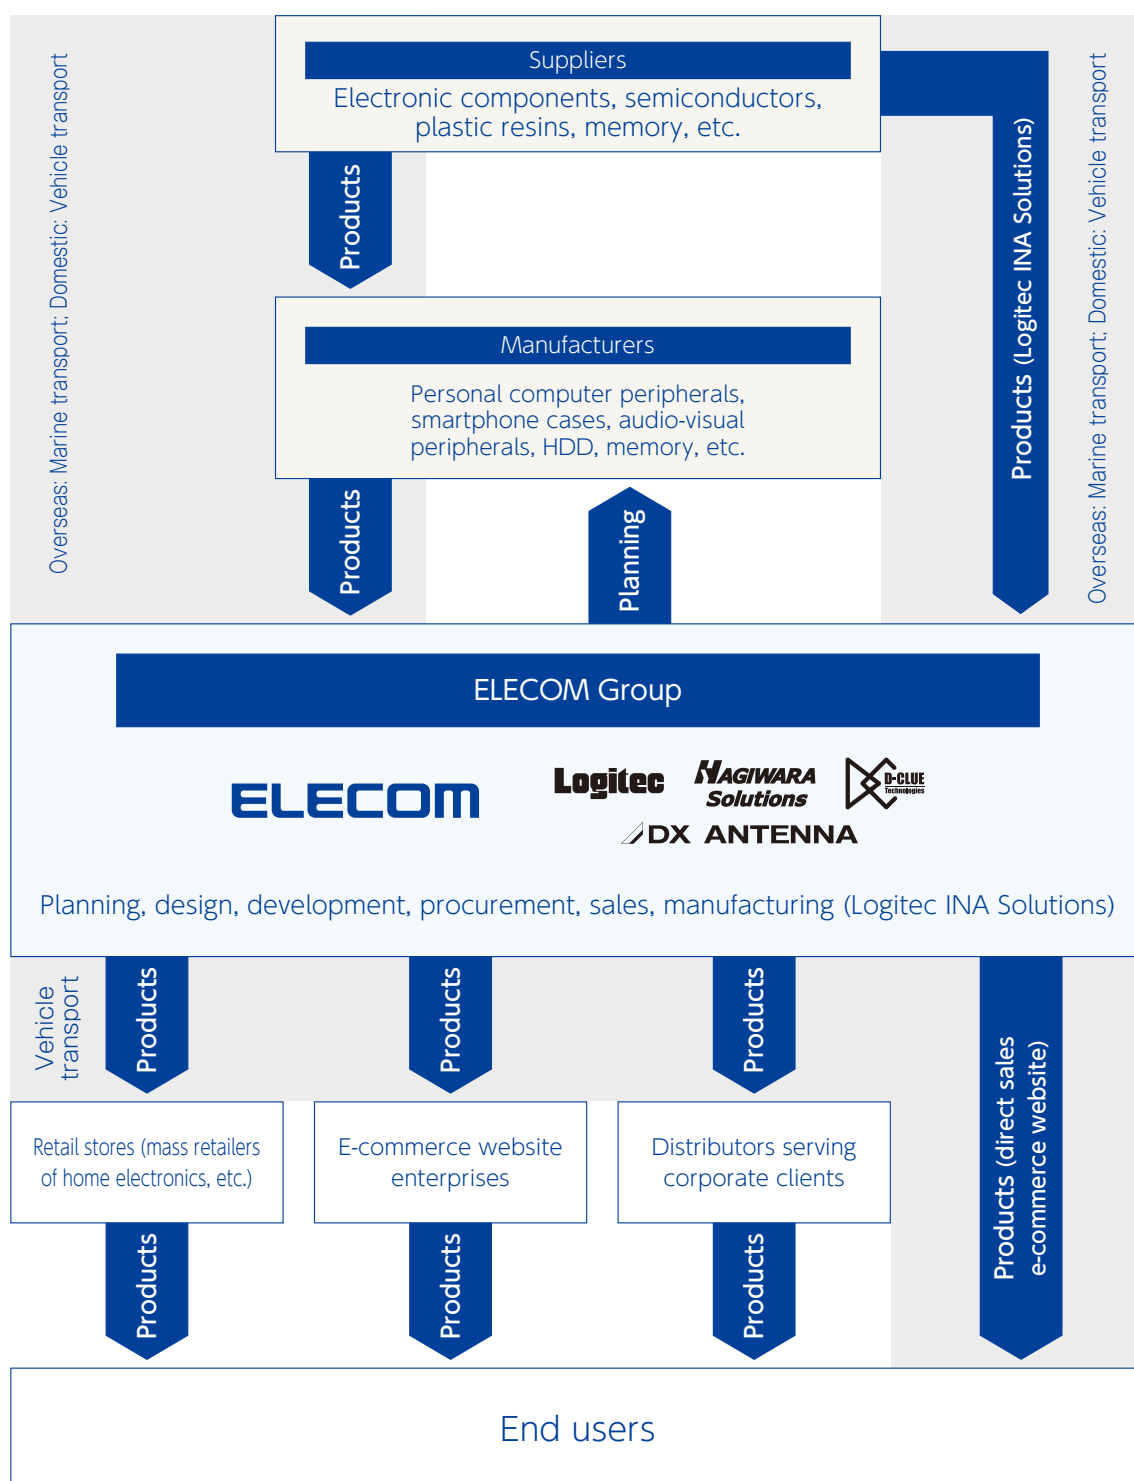 Suppliers
Electronic components, semiconductors,
plastic resins, memory, etc.
Overseas: Marine transport; Domestic: Vehicle transport
Products
Products (Logitec INA Solutions)
Overseas: Marine transport; Domestic: Vehicle transport
Manufacturers
Personal computer peripherals,
smartphone cases, audio-visual
peripherals, HDD, memory, etc.
Products
Planning
ELECOM Group
ELECOM
Logitec
HAGIWARA
Solutions
D-CLUE
Technologies
DX ANTENNA
Planning, design, development, procurement, sales, manufacturing (Logitec INA Solutions)
Vehicle
transport
Products
Products
Products
Products (direct sales
e-commerce website)
Retail stores (mass retailers
of home electronics, etc.)
E-commerce website
enterprises
Distributors serving
corporate clients
Products
Products
Products
End users